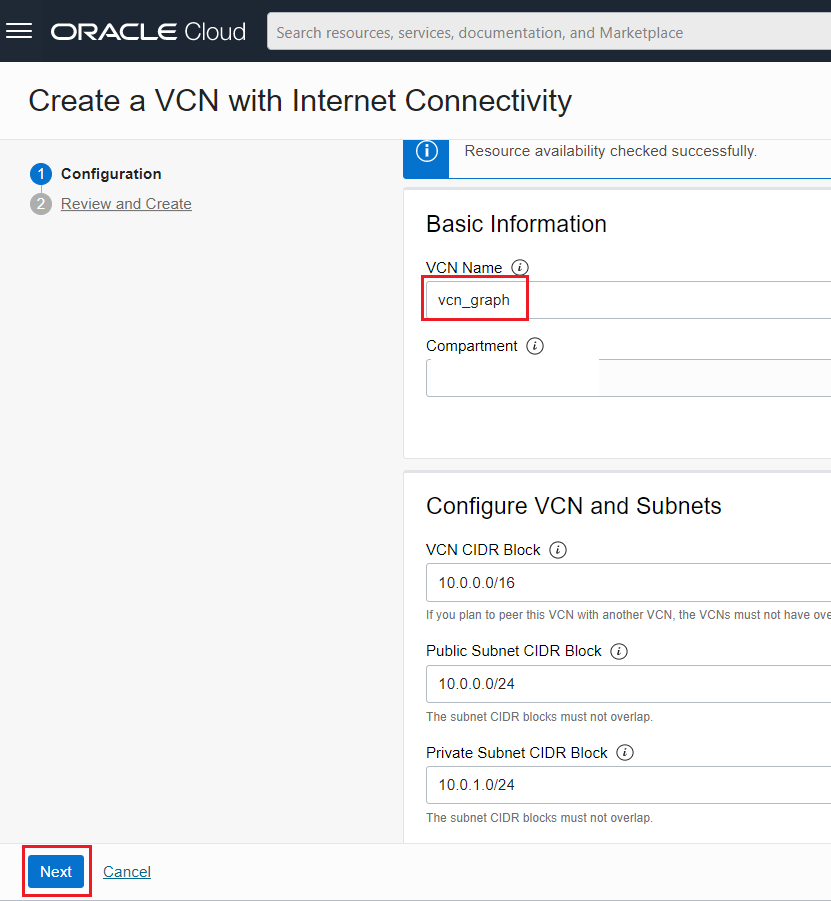 ORACLE Cloud
Search resources, services, documentation, and Marketplace
Create a VCN with Internet Connectivity
1 Configuration
2 Review and Create
Resource availability checked successfully.
Basic Information
VCN Name
vcn_graph
Compartment
Configure VCN and Subnets
VCN CIDR Block
10.0.0.0/16
If you plan to peer this VCN with another VCN, the VCNs must not have
Public Subnet CIDR Block
10.0.0.0/24
The subnet CIDR blocks must not overlap.
Private Subnet CIDR Block
10.0.1.0/24
The subnet CIDR blocks must not overlap.
Next Cancel